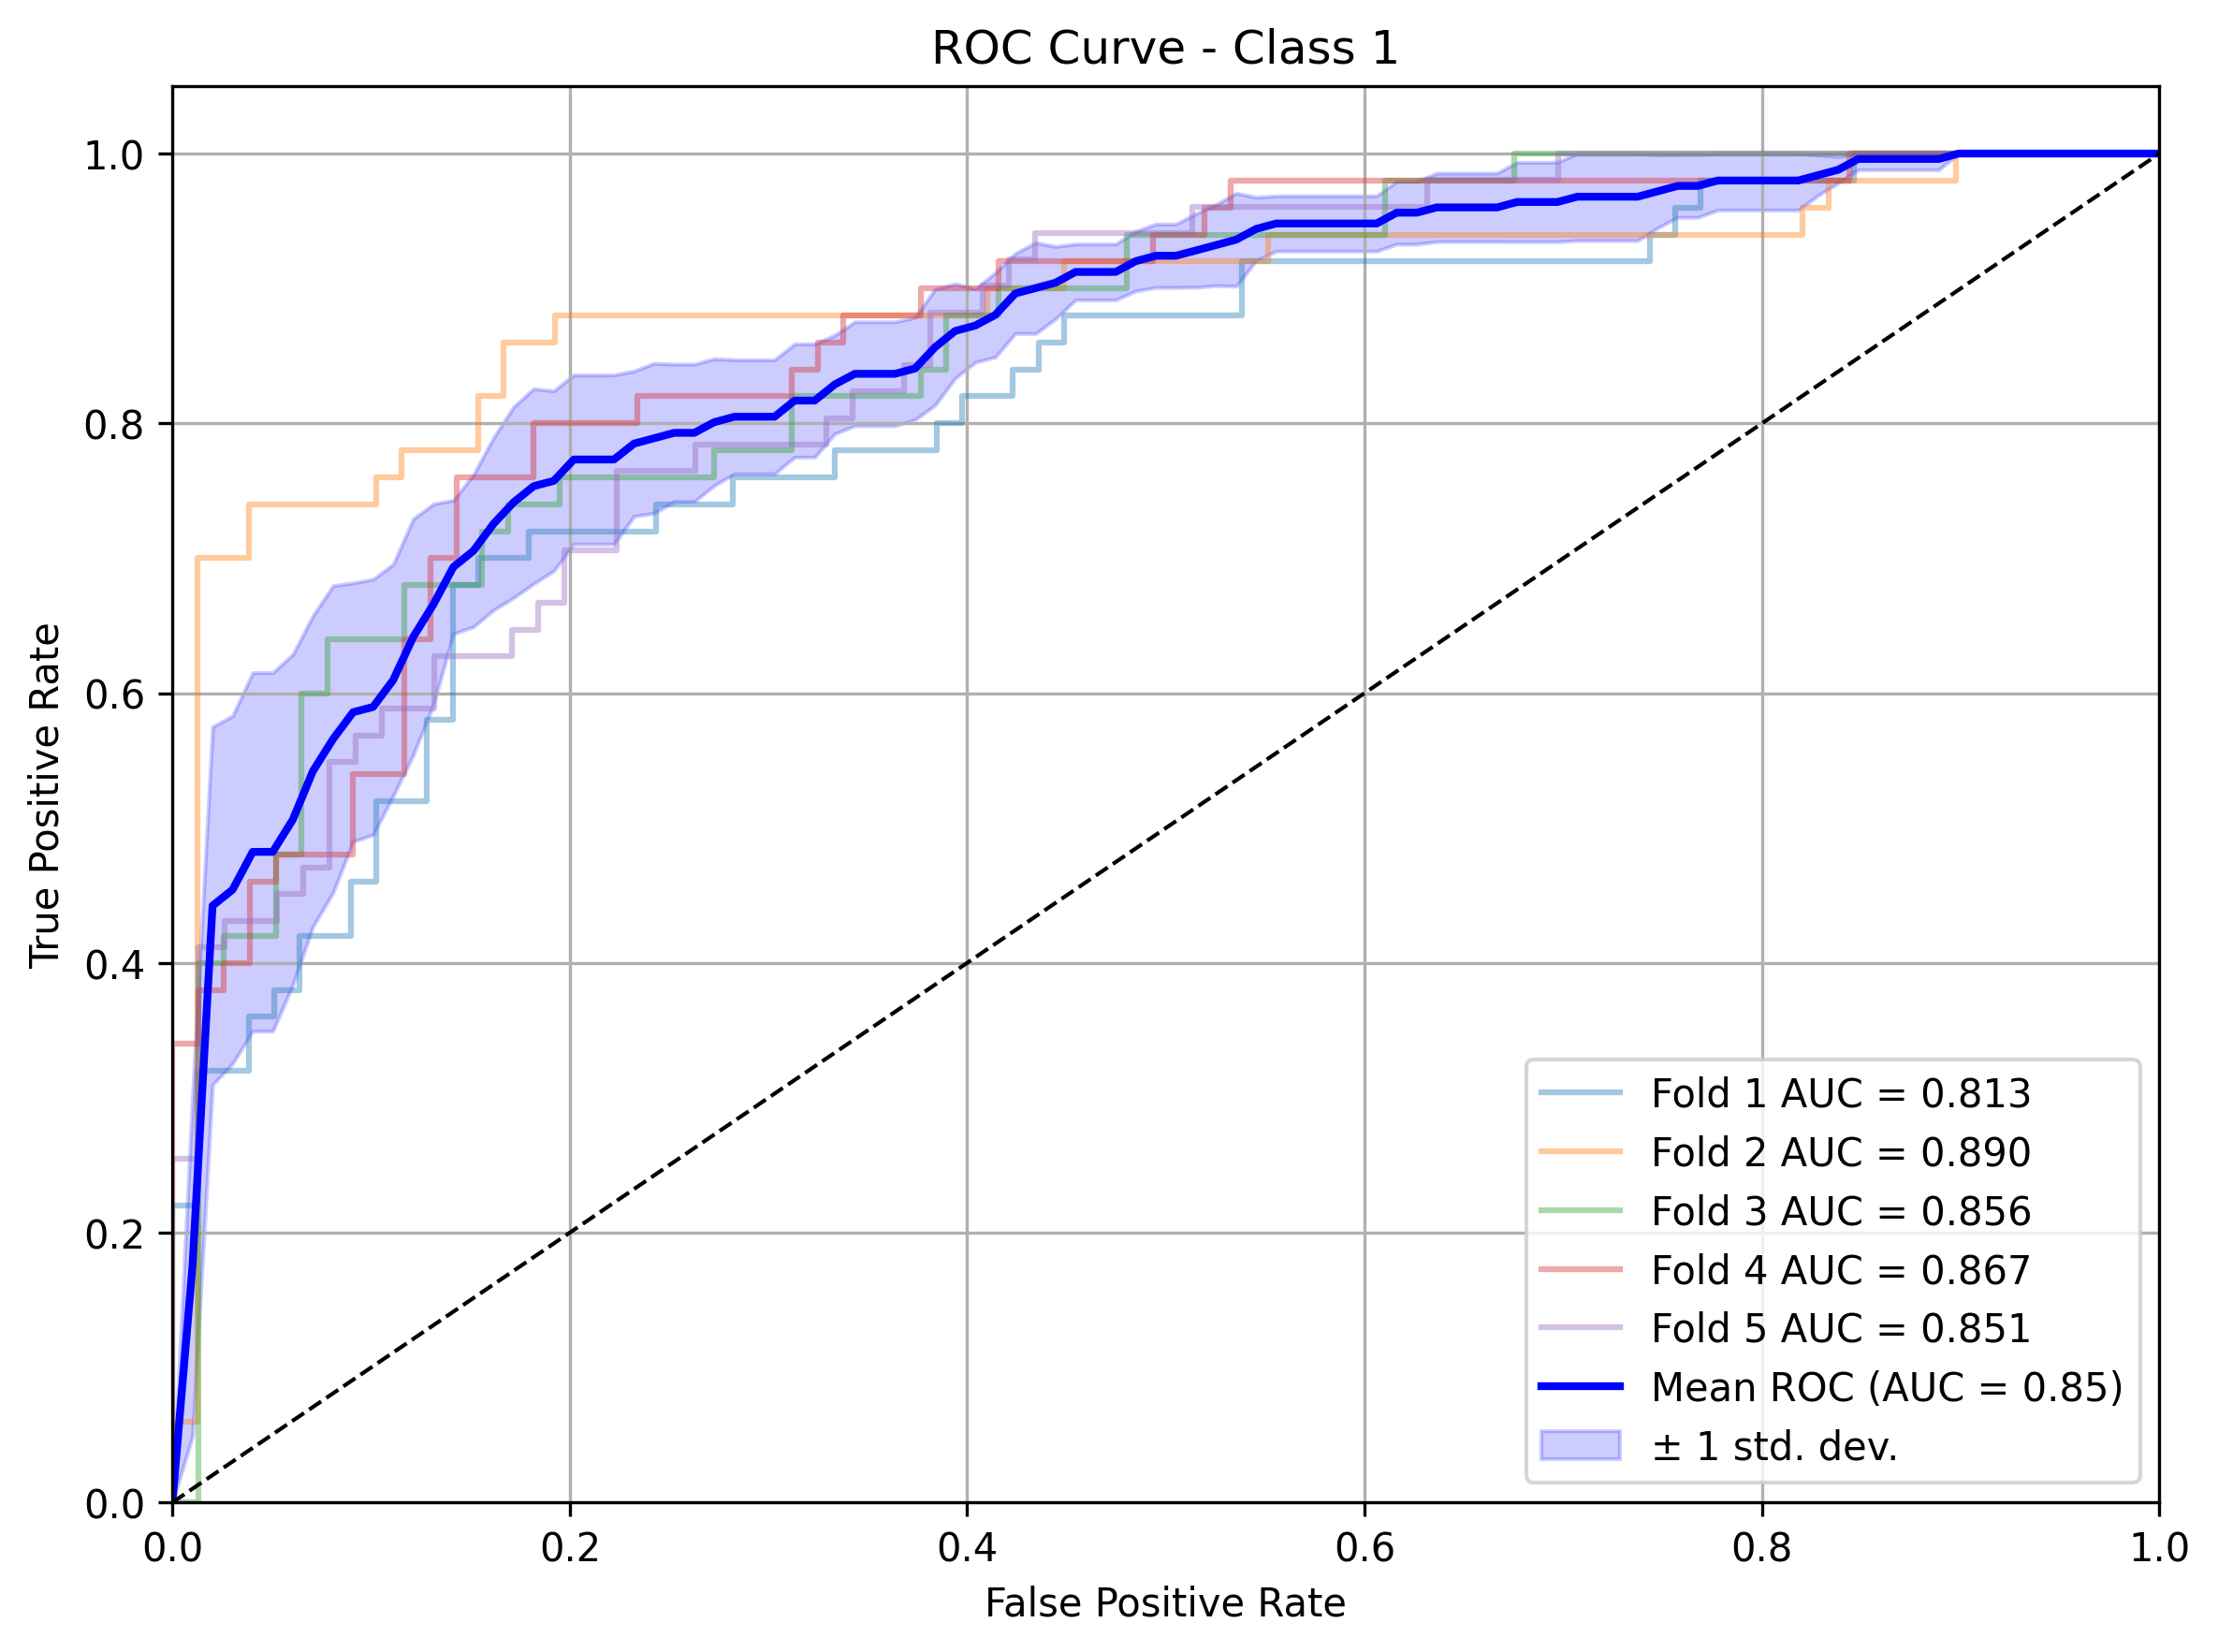 ROC Curve - Class 1
True Positive Rate
1.0
0.8
0.6
0.4
0.2
0.0
0.0 0.2 0.4 0.6 0.8 1.0
False Positive Rate
Fold 1 AUC = 0.813
Fold 2 AUC = 0.890
Fold 3 AUC = 0.856
Fold 4 AUC = 0.867
Fold 5 AUC = 0.851
Mean ROC (AUC = 0.85)
± 1 std. dev.